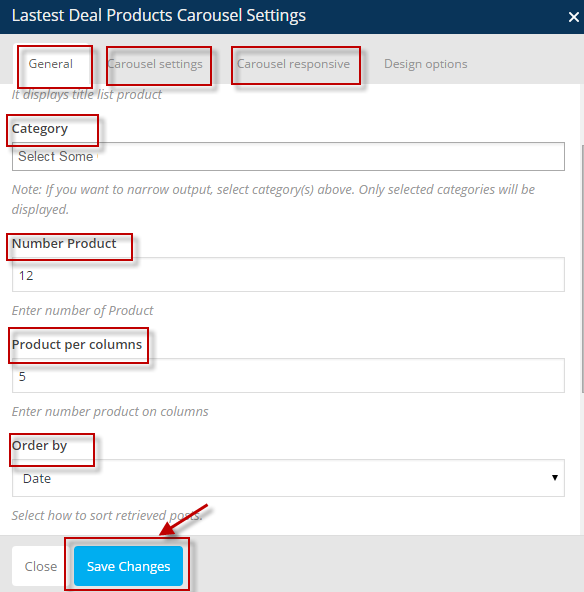 Lastest Deal Products Carousel Settings
General Carousel settings Carousel responsive Design options
It displays title list product
Category
Select Some
Note: If you want to narrow output, select category(s) above. Only selected categories will be
displayed.
Number Product
12
Enter number of Product
Product per columns
5
Enter number product on columns
Order by
Date
Select how to sort retrieved posts.
Close Save Changes